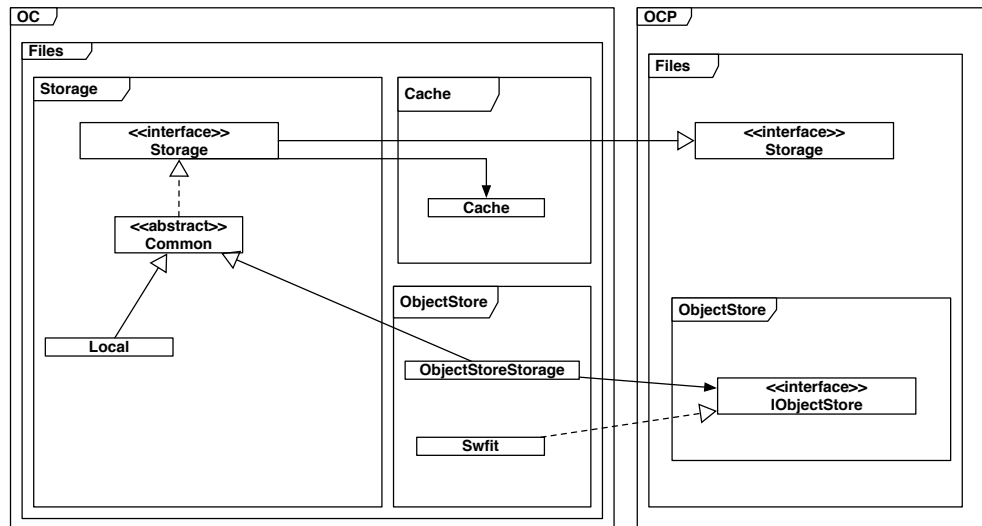 OC
Files
Storage
<<interface>>
Storage
<<abstract>>
Common
Local
Cache
Cache
ObjectStore
ObjectStoreStorage
Swfit
OCP
Files
<<interface>>
Storage
ObjectStore
<<interface>>
IObjectStore